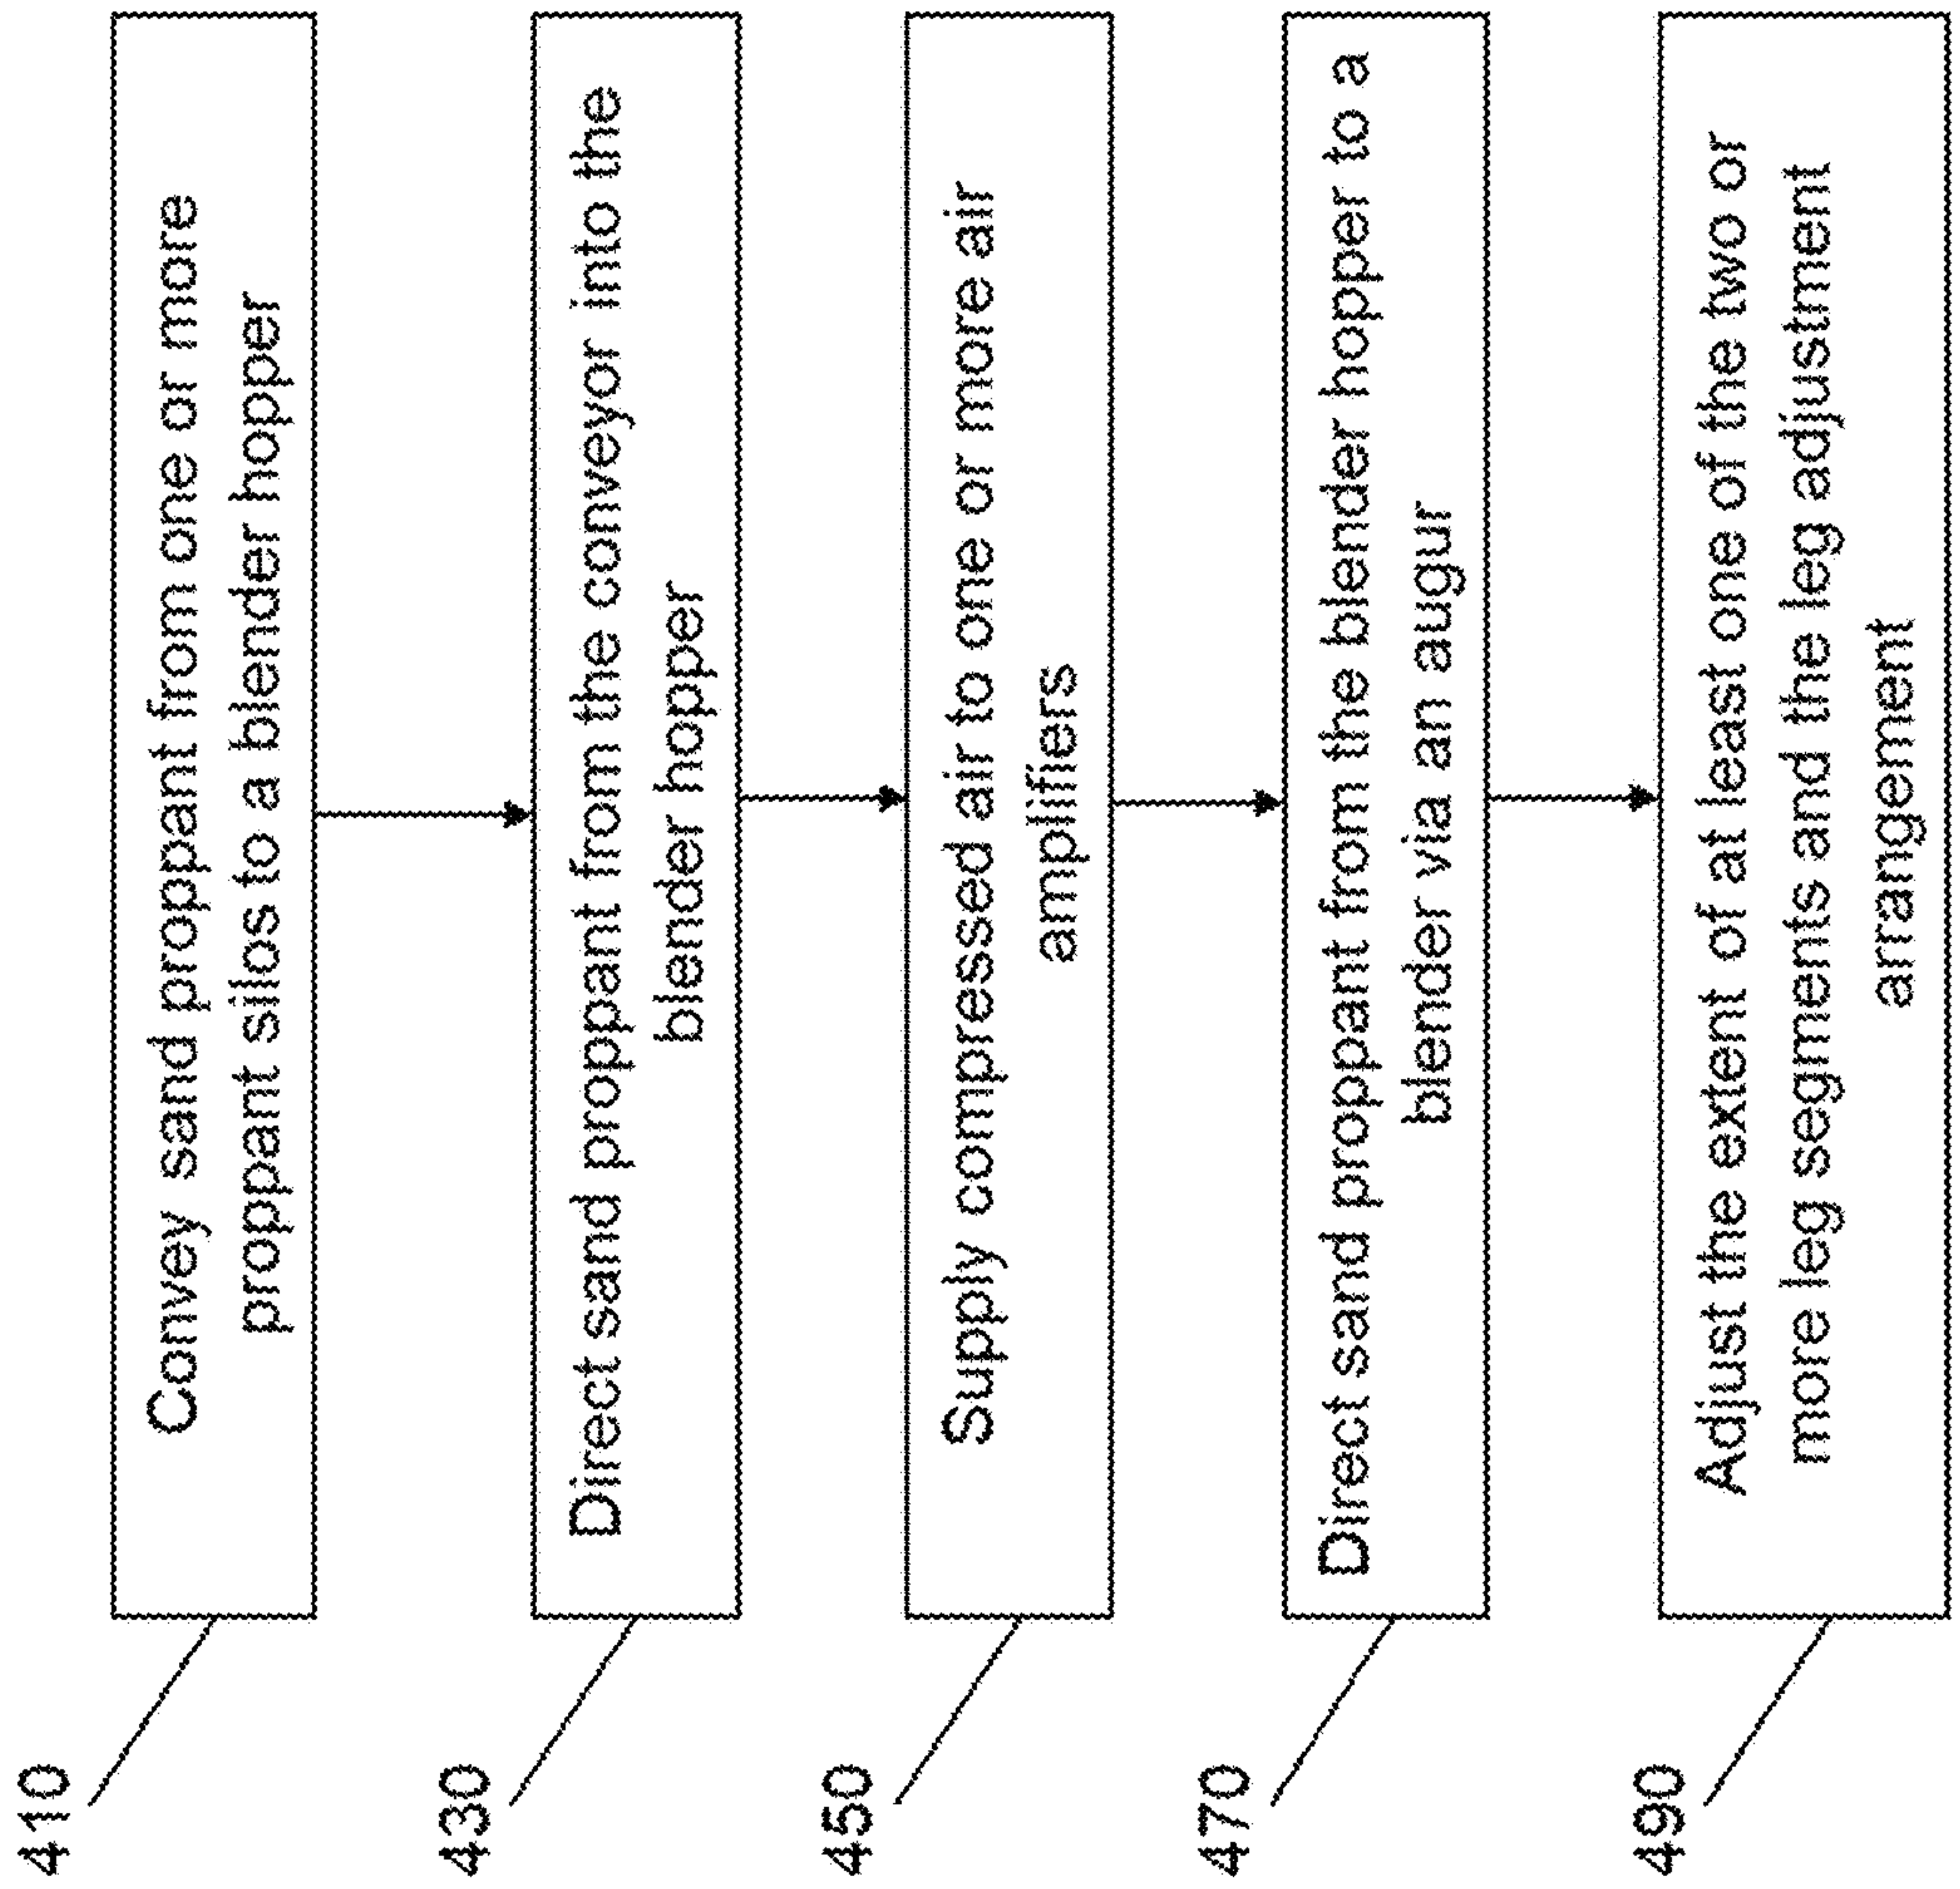 410
Convey sand proppant from one or more
proppant silos to a blender hopper
430
Direct sand proppant from the conveyor into the
blender hopper
450
Supply compressed air to one or more air
amplifiers
470
Direct sand proppant from the blender hopper to a
blender via an augur
490
Adjust the extent of at least one of the two or
more leg segments and the leg adjustment
arrangement